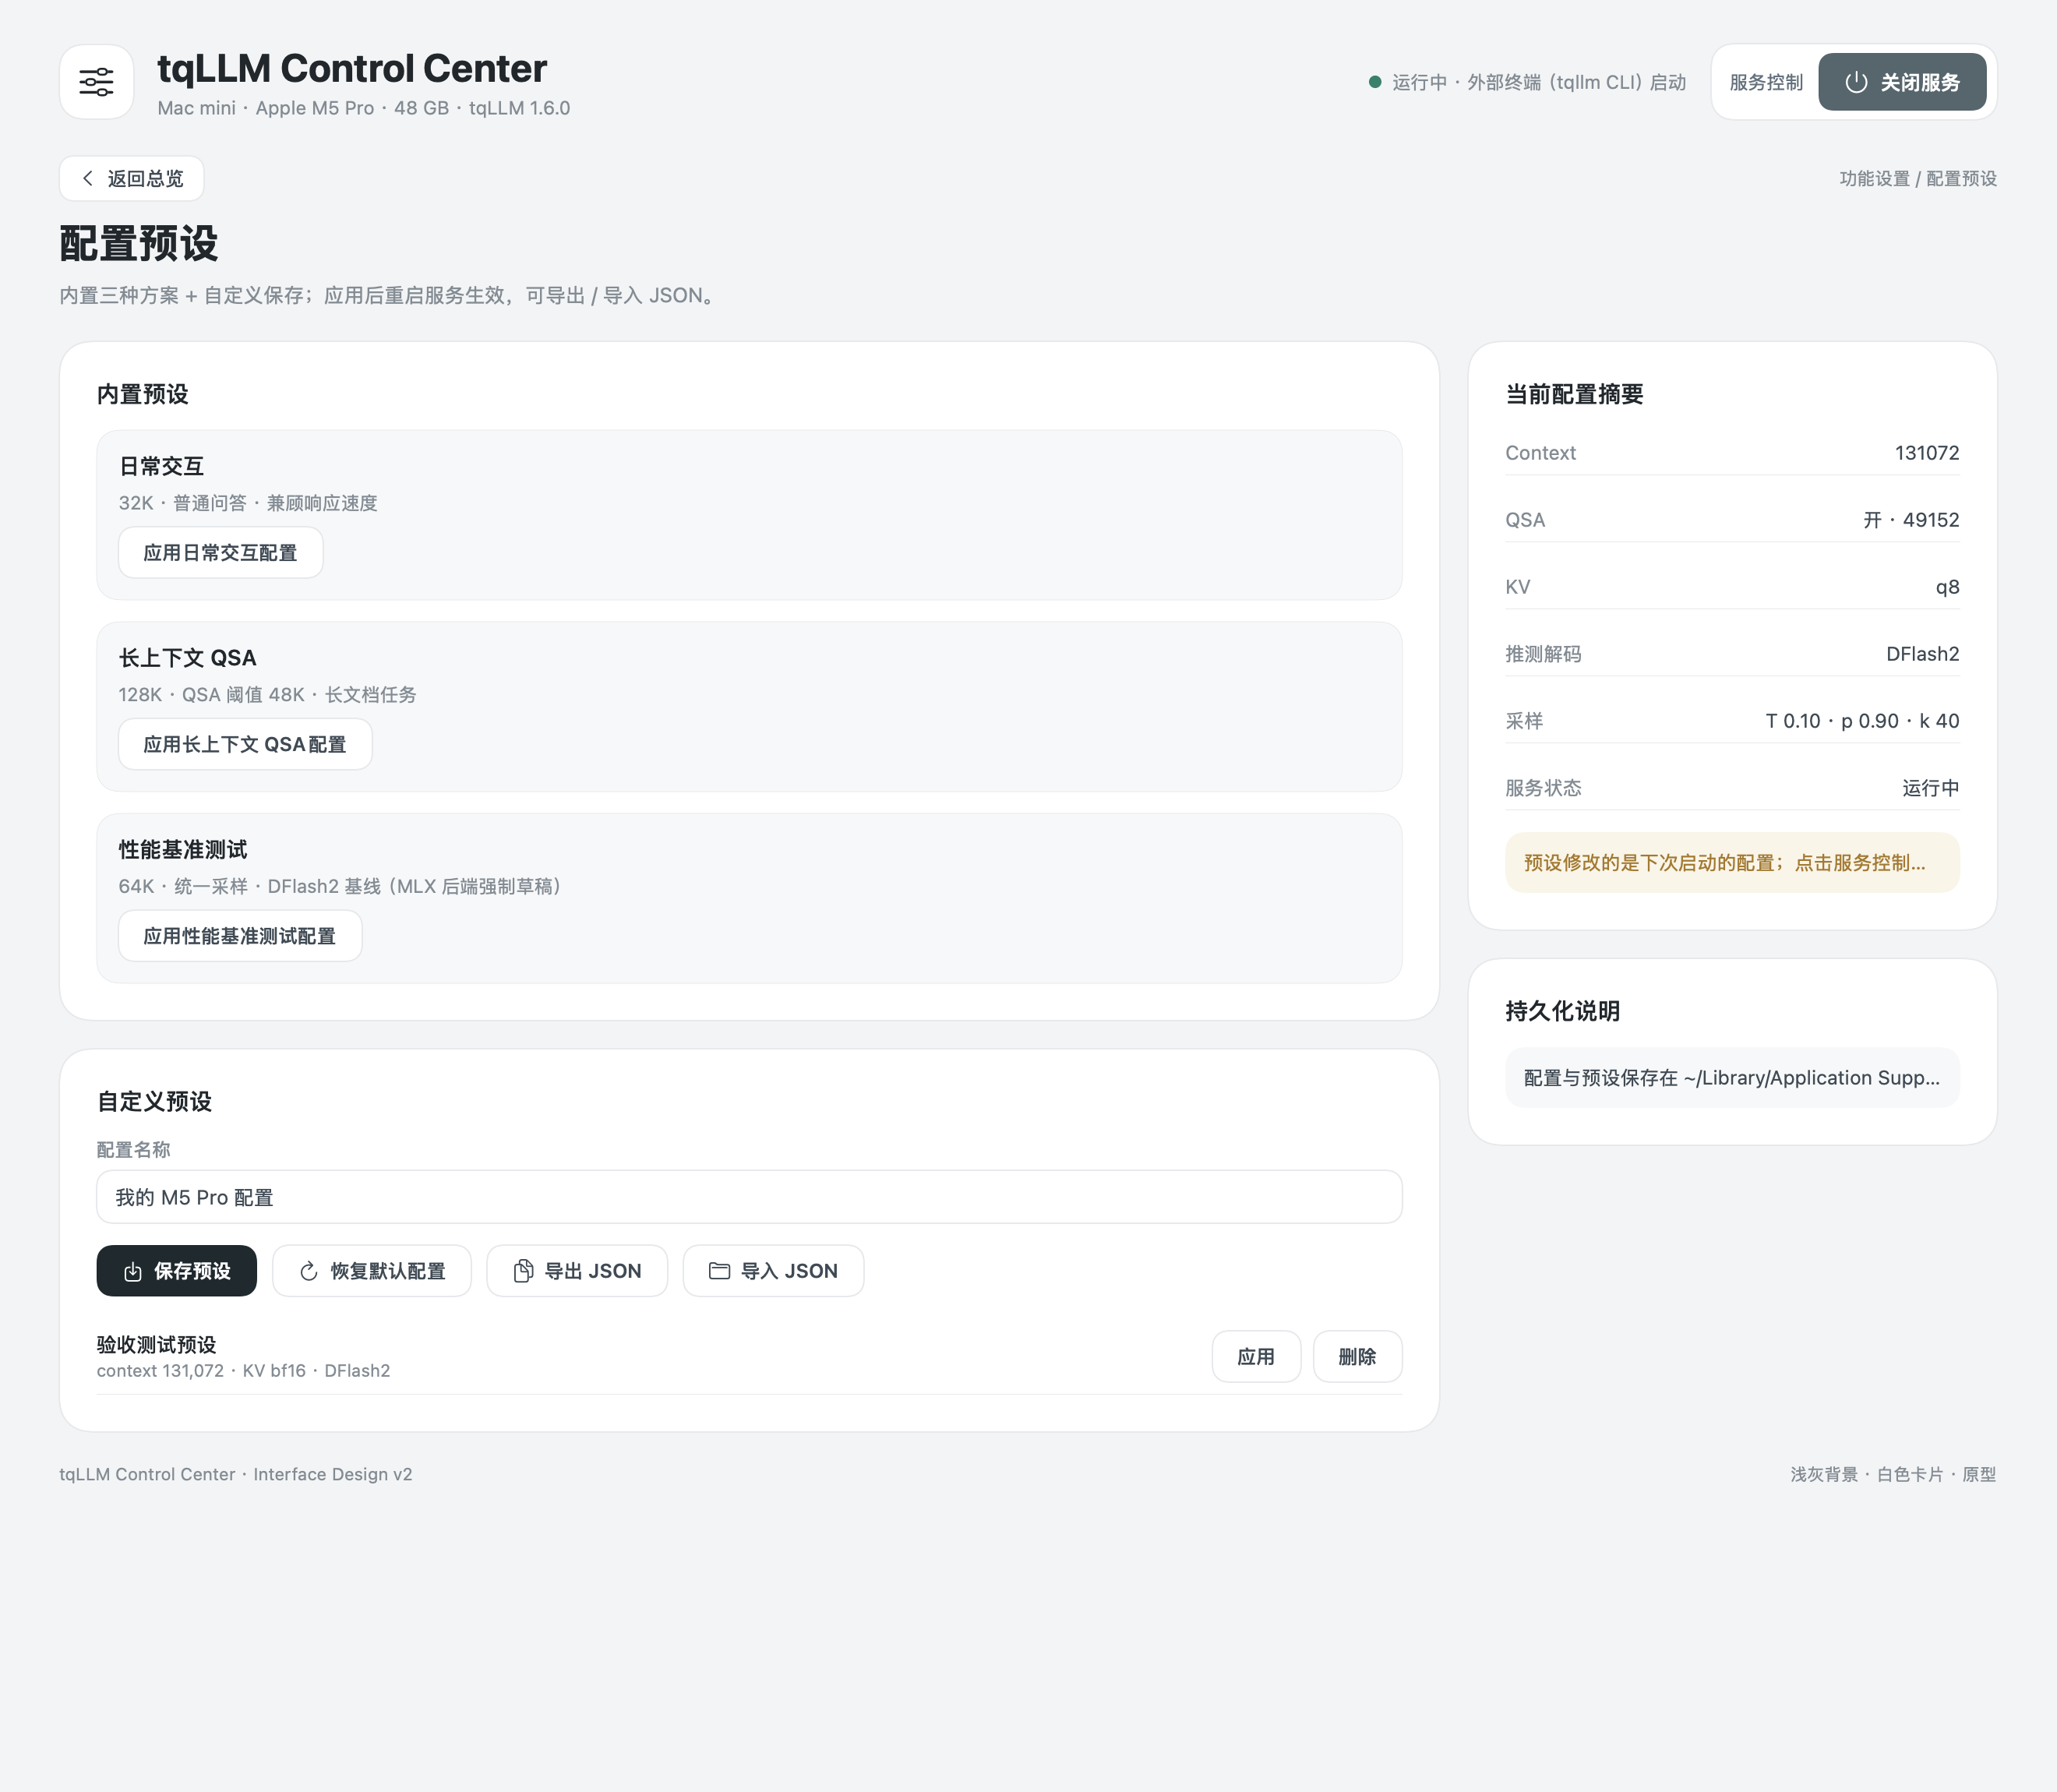 tqLLM Control Center
Mac mini · Apple M5 Pro · 48 GB · tqLLM 1.6.0
运行中 · 外部终端（tqllm CLI）启动
服务控制
关闭服务
返回总览
功能设置 / 配置预设
配置预设
内置三种方案 + 自定义保存；应用后重启服务生效，可导出 / 导入 JSON。
内置预设
日常交互
32K · 普通问答 · 兼顾响应速度
应用日常交互配置
长上下文 QSA
128K · QSA 阈值 48K · 长文档任务
应用长上下文 QSA 配置
性能基准测试
64K · 统一采样 · DFlash2 基线（MLX 后端强制草稿）
应用性能基准测试配置
自定义预设
配置名称
我的 M5 Pro 配置
保存预设
恢复默认配置
导出 JSON
导入 JSON
验收测试预设
context 131,072 · KV bf16 · DFlash2
应用
删除
当前配置摘要
Context 131072
QSA 开 · 49152
KV q8
推测解码 DFlash2
采样 T 0.10 · p 0.90 · k 40
服务状态 运行中
预设修改的是下次启动的配置；点击服务控制...
持久化说明
配置与预设保存在 ~/Library/Application Supp...
tqLLM Control Center · Interface Design v2
浅灰背景 · 白色卡片 · 原型